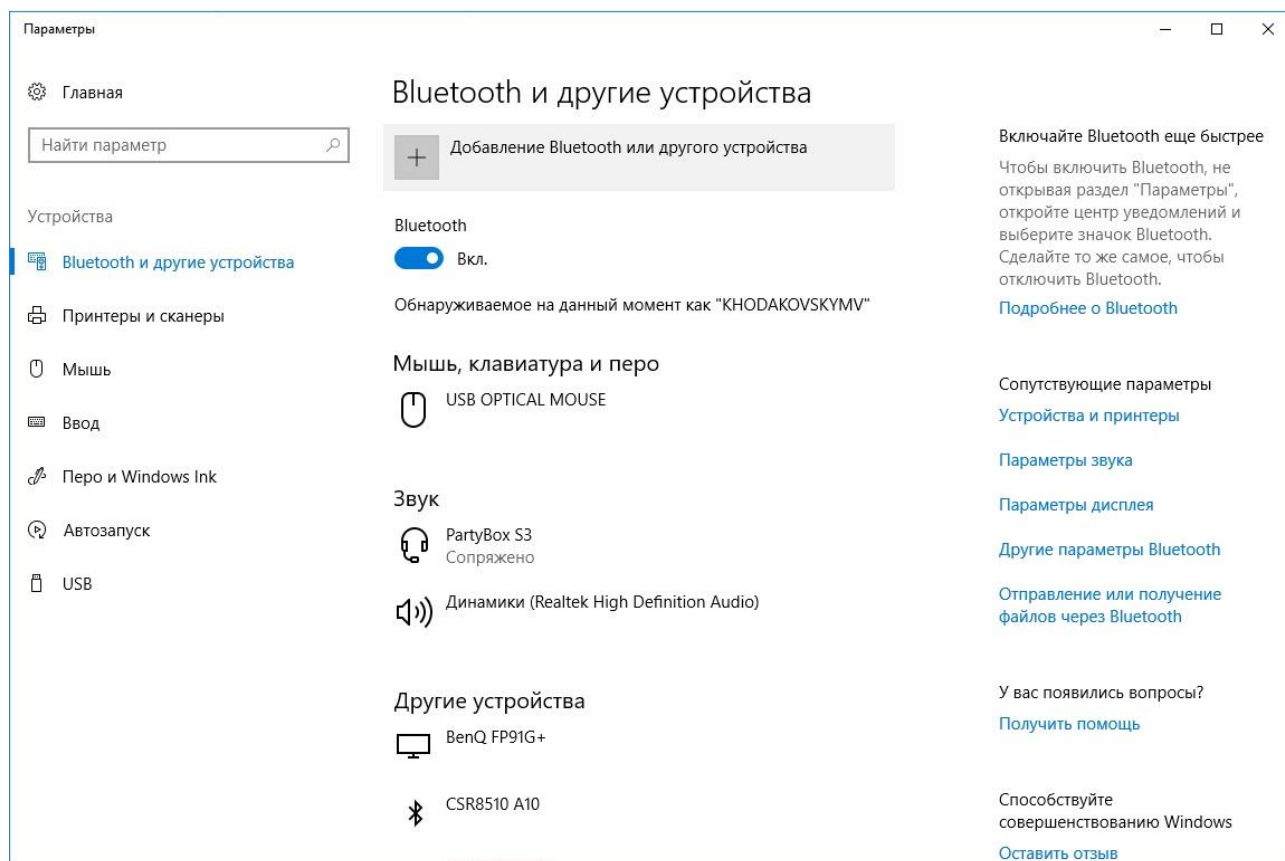 Параметры
Главная
Найти параметр
Устройства
Bluetooth и другие устройства
Принтеры и сканеры
Мышь
Ввод
Перо и Windows Ink
Автозапуск
USB
Bluetooth и другие устройства
Добавление Bluetooth или другого устройства
Bluetooth
Вкл.
Обнаруживаемое на данный момент как "KHODAKOVSKYMV"
Мышь, клавиатура и перо
USB OPTICAL MOUSE
Звук
PartyBox S3
Сопряжено
Динамики (Realtek High Definition Audio)
Другие устройства
BenQ FP91G+
CSR8510 A10
Включайте Bluetooth еще быстрее
Чтобы включить Bluetooth, не
открывая раздел "Параметры",
откройте центр уведомлений и
выберите значок Bluetooth.
Сделайте то же самое, чтобы
отключить Bluetooth.
Подробнее о Bluetooth
Сопутствующие параметры
Устройства и принтеры
Параметры звука
Параметры дисплея
Другие параметры Bluetooth
Отправление или получение
файлов через Bluetooth
У вас появились вопросы?
Получить помощь
Способствуйте
совершенствованию Windows
Оставить отзыв